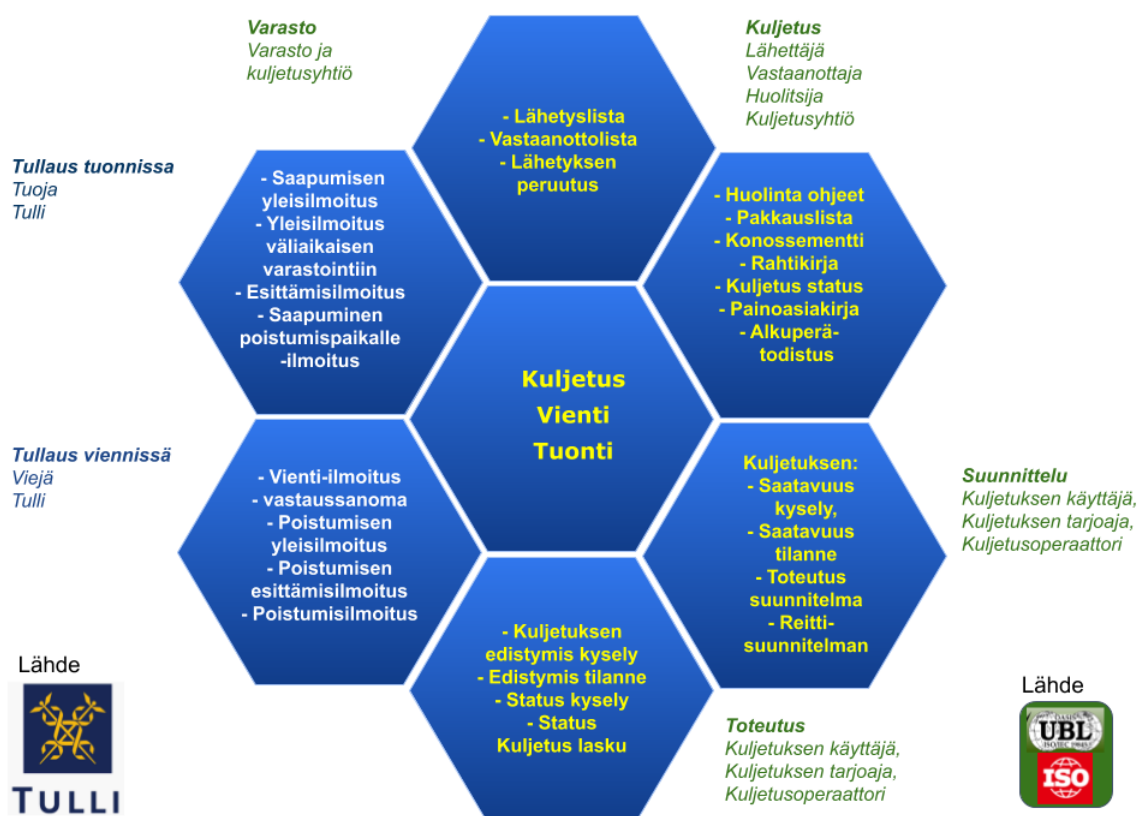 Varasto
Varasto ja
kuljetusyhtiö
Kuljetus
Lähettäjä
Vastaanottaja
Huolitsija
Kuljetusyhtiö
- Lähetyslista
- Vastaanottolista
- Lähetyksen
peruutus
Tullaus tuonnissa
Tuoja
Tulli
- Saapumisen
yleisilmoitus
- Yleisilmoitus
väliaikaisen
varastointiin
- Esittämisilmoitus
- Saapuminen
poistumispaikalle
-ilmoitus
- Huolinta ohjeet
- Pakkauslista
- Konossementti
- Rahtikirja
- Kuljetus status
- Painoasiakirja
- Alkuperä-
todistus
Kuljetus
Vienti
Tuonti
Tullaus viennissä
Viejä
Tulli
- Vienti-ilmoitus
- vastaussanoma
- Poistumisen
yleisilmoitus
- Poistumisen
esittämisilmoitus
- Poistumisilmoitus
Kuljetuksen:
- Saatavuus
kysely,
- Saatavuus
tilanne
- Toteutus
suunnitelma
- Reitti-
suunnitelman
Suunnittelu
Kuljetuksen käyttäjä,
Kuljetuksen tarjoaja,
Kuljetusoperaattori
- Kuljetuksen
edistymis kysely
- Edistymis tilanne
- Status kysely
- Status
Kuljetus lasku
Toteutus
Kuljetuksen käyttäjä,
Kuljetuksen tarjoaja,
Kuljetusoperaattori
Lähde
TULLI
Lähde
OASIS
UBL
ISO